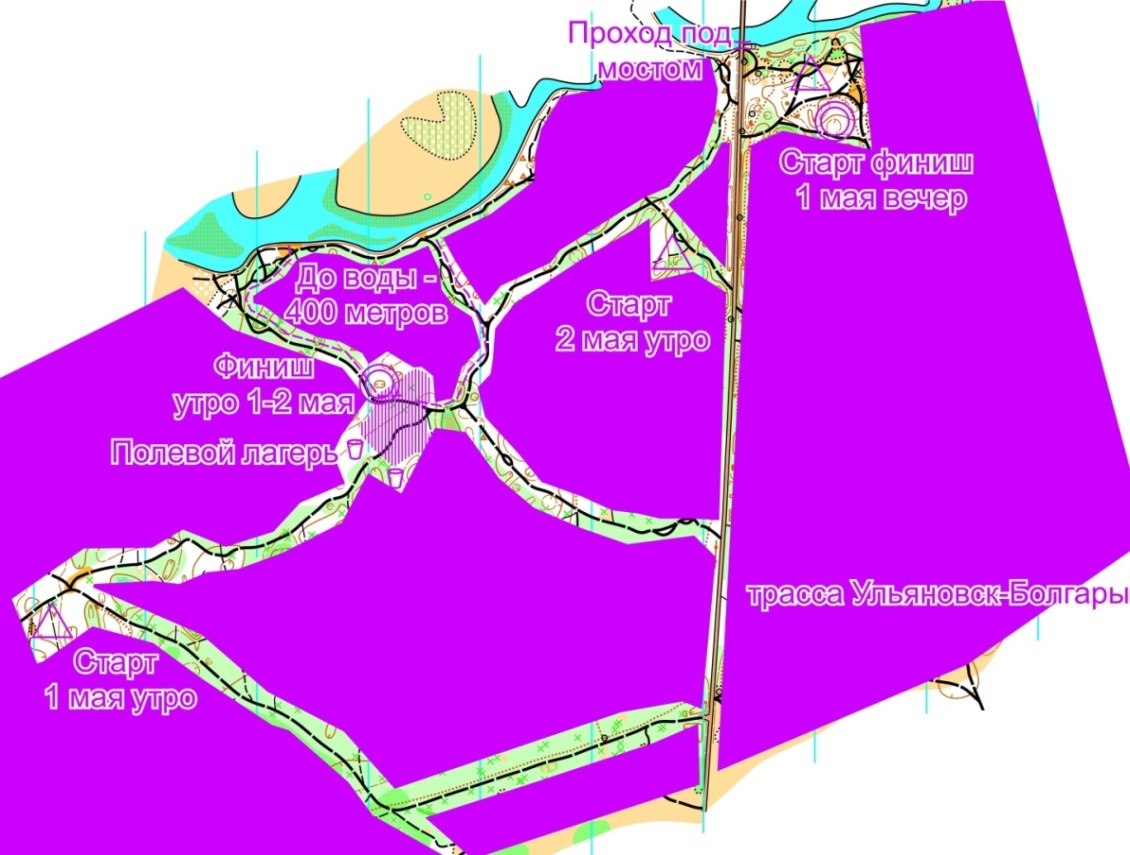 Проход под
мостом
Старт финиш
1 мая вечер
До воды -
400 метров
Старт
2 мая утро
Финиш
утро 1-2 мая
Полевой лагерь
трасса Ульяновск-Болгары
Старт
1 мая утро